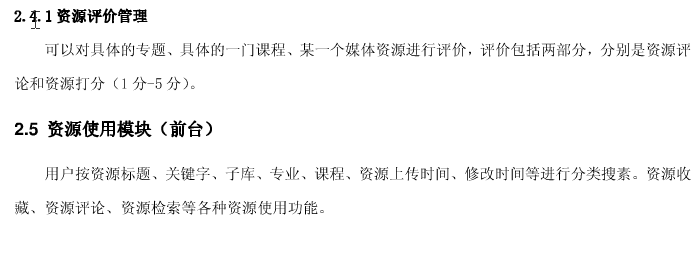 2.4.1资源评价管理
可以对具体的专题、具体的一门课程、某一个媒体资源进行评价，评价包括两部分，分别是资源评
论和资源打分（1分-5分）。
2.5 资源使用模块（前台）
用户按资源标题、关键字、子库、专业、课程、资源上传时间、修改时间等进行分类搜素。资源收
藏、资源评论、资源检索等各种资源使用功能。